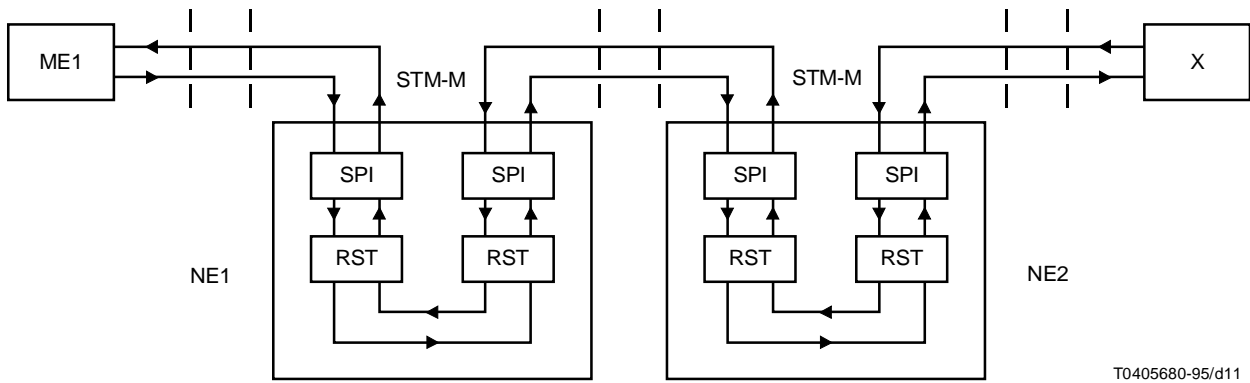 ME1
STM-M
STM-M
X
SPI
SPI
SPI
SPI
RST
RST
RST
RST
NE1
NE2
T0405680-95/d11